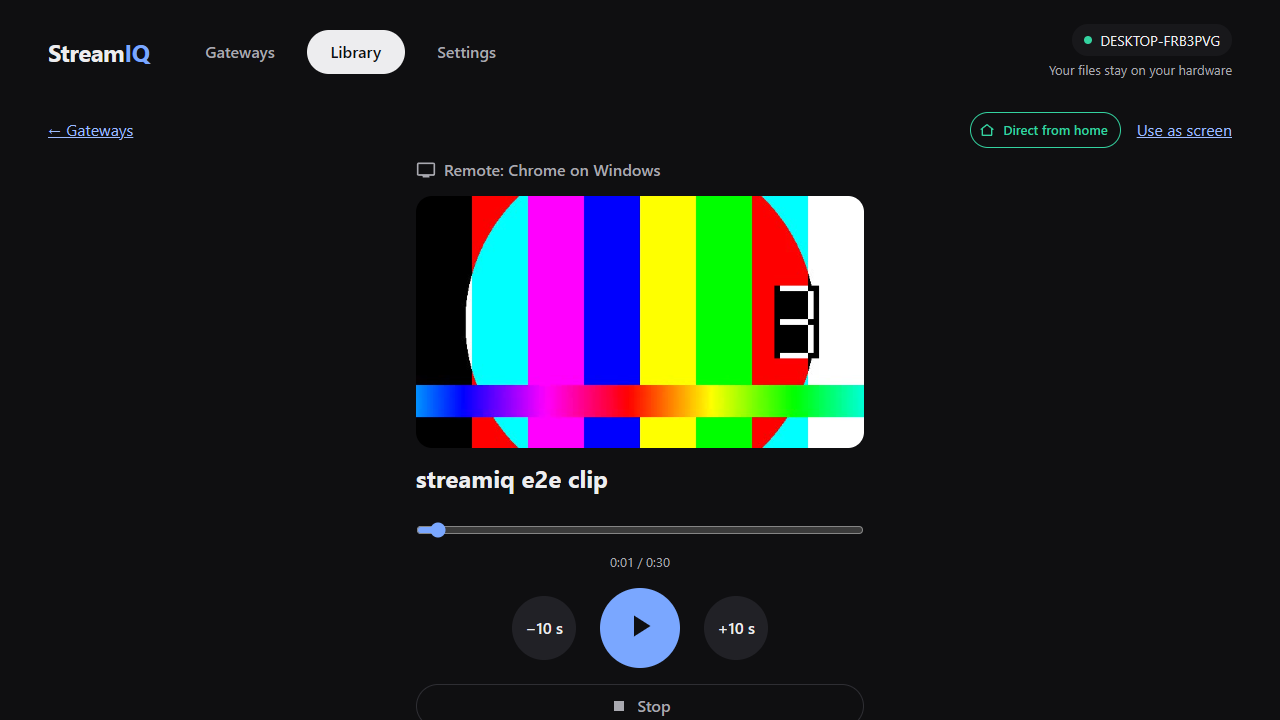 StreamIQ
Gateways
Library
Settings
DESKTOP-FRB3PVG
Your files stay on your hardware
← Gateways
Direct from home
Use as screen
Remote: Chrome on Windows
3
streamiq e2e clip
0:01 / 0:30
−10 s
+10 s
Stop